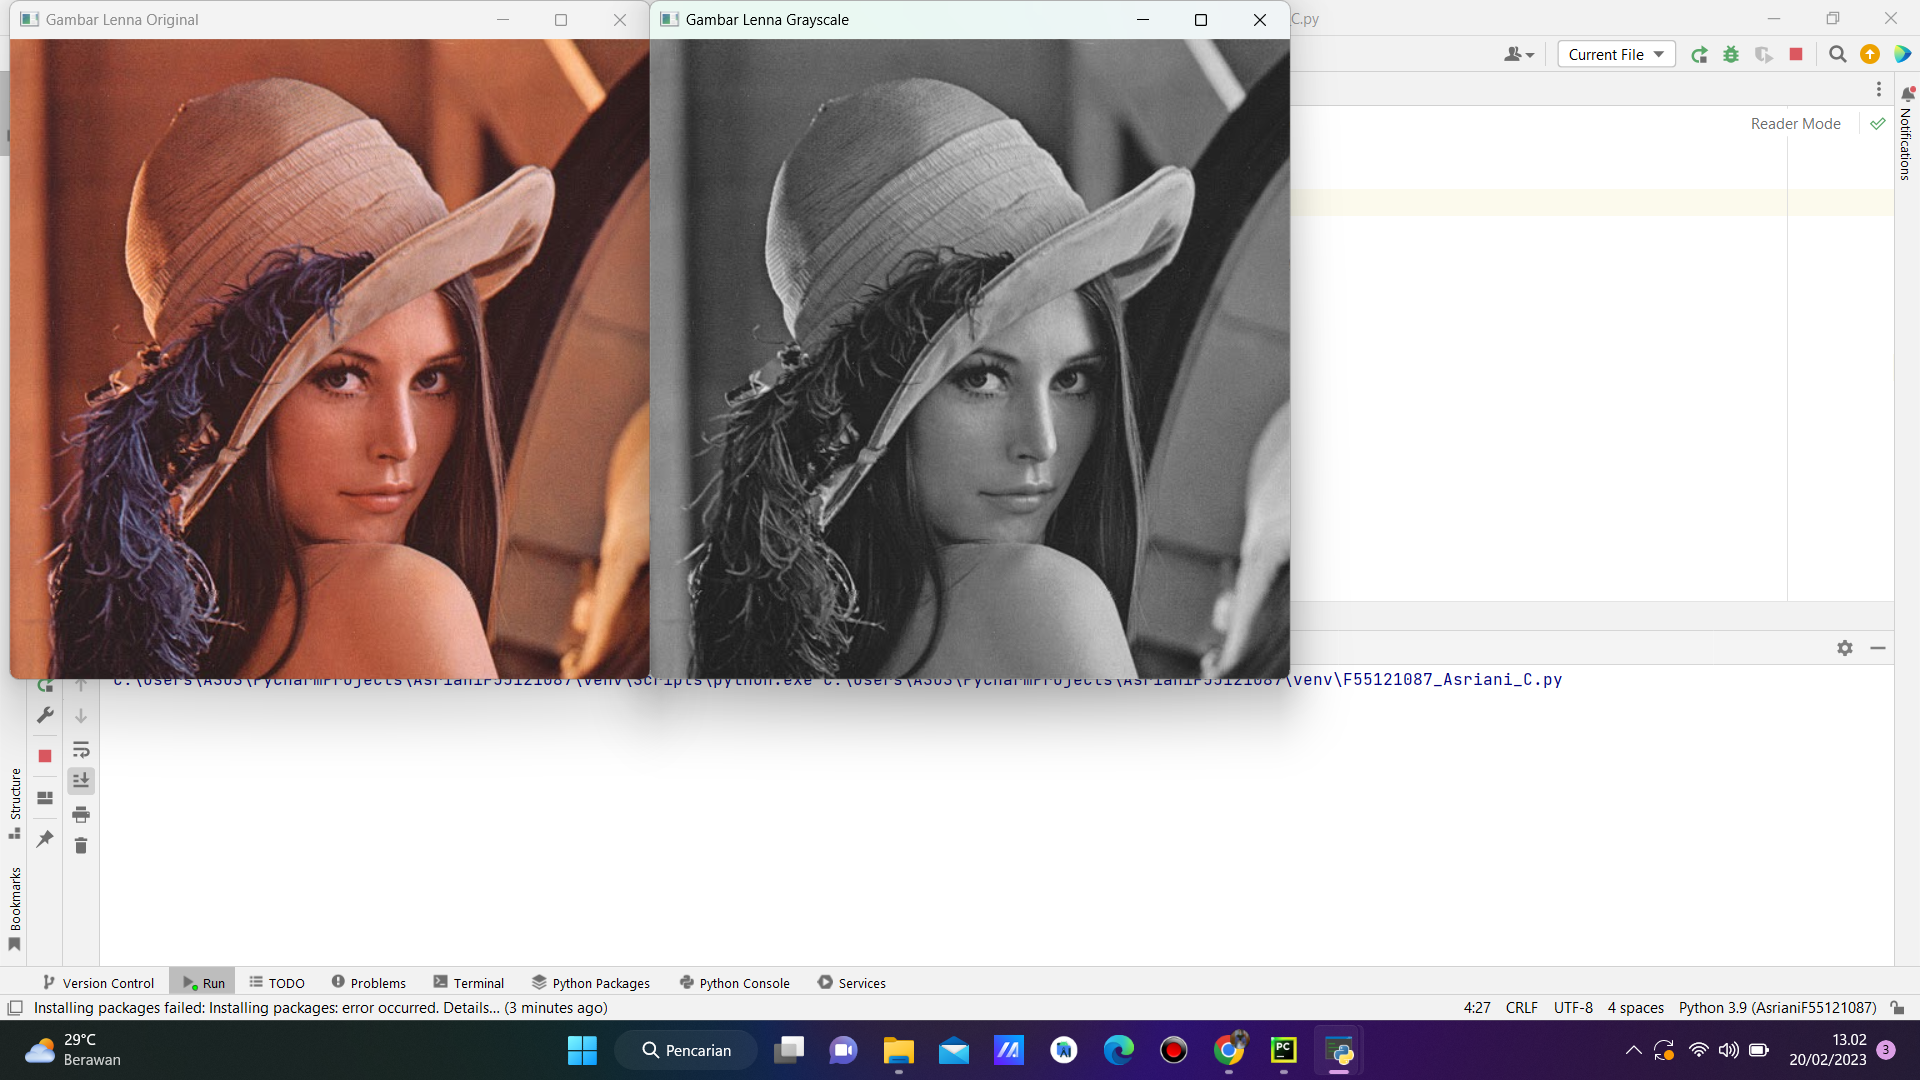 Gambar Lenna Original
Gambar Lenna Grayscale
C.py
Current File
Reader Mode
Notifications
C:\Users\ASUS\PycharmProjects\AsrianiF55121087\venv\Scripts\python.exe C:\Users\ASUS\PycharmProjects\AsrianiF55121087\venv\F55121087_Asriani_C.py
Structure
Bookmarks
Version Control
Run
TODO
Problems
Terminal
Python Packages
Python Console
Services
Installing packages failed: Installing packages: error occurred. Details... (3 minutes ago)
4:27 CRLF UTF-8 4 spaces Python 3.9 (AsrianiF55121087)
29°C
Berawan
Pencarian
PC
13.02
20/02/2023
3